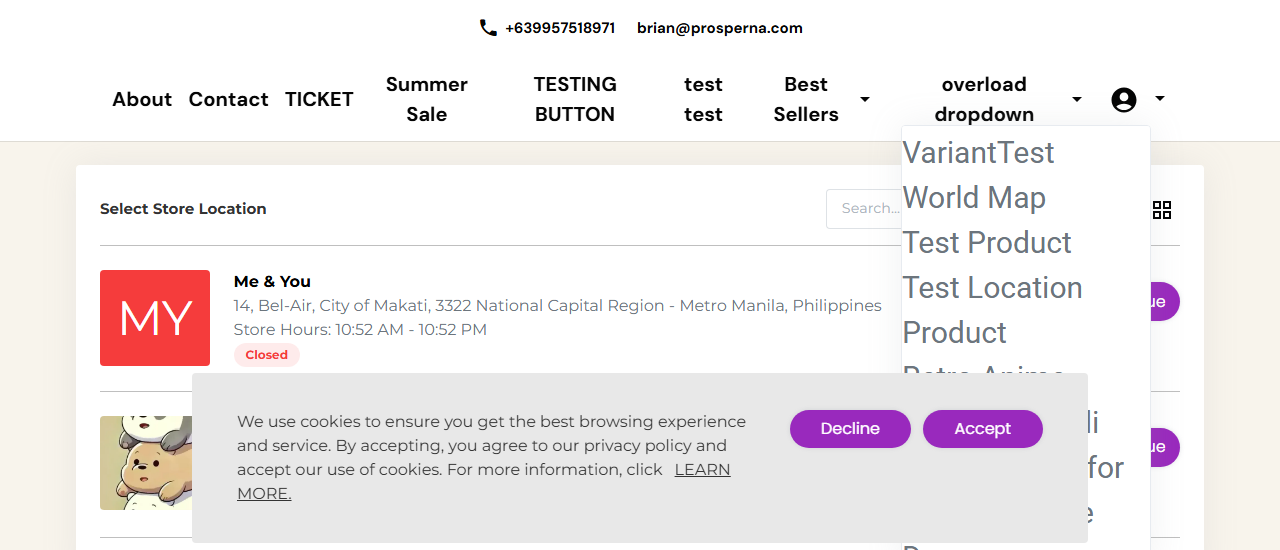 +639957518971 brian@prosperna.com
About Contact TICKET Summer Sale TESTING BUTTON test test Best Sellers overload dropdown
Select Store Location
Search...
VariantTest
World Map
Test Product
Test Location
Product
MY
Me & You
14, Bel-Air, City of Makati, 3322 National Capital Region - Metro Manila, Philippines
Store Hours: 10:52 AM - 10:52 PM
Closed
We use cookies to ensure you get the best browsing experience
and service. By accepting, you agree to our privacy policy and
accept our use of cookies. For more information, click LEARN
MORE.
Decline
Accept
for